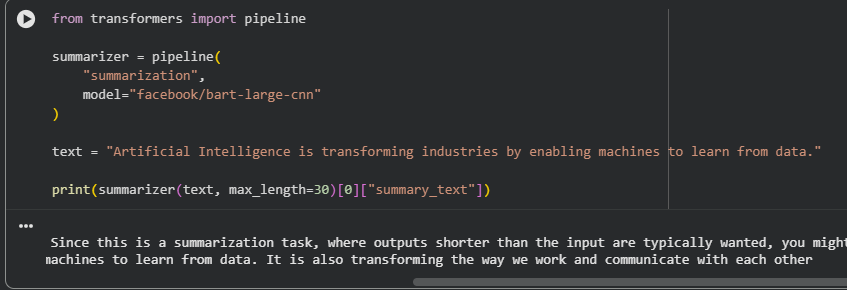 from transformers import pipeline
summarizer = pipeline(
    "summarization",
    model="facebook/bart-large-cnn"
)
text = "Artificial Intelligence is transforming industries by enabling machines to learn from data."
print(summarizer(text, max_length=30)[0]["summary_text"])
Since this is a summarization task, where outputs shorter than the input are typically wanted, you might
machines to learn from data. It is also transforming the way we work and communicate with each other